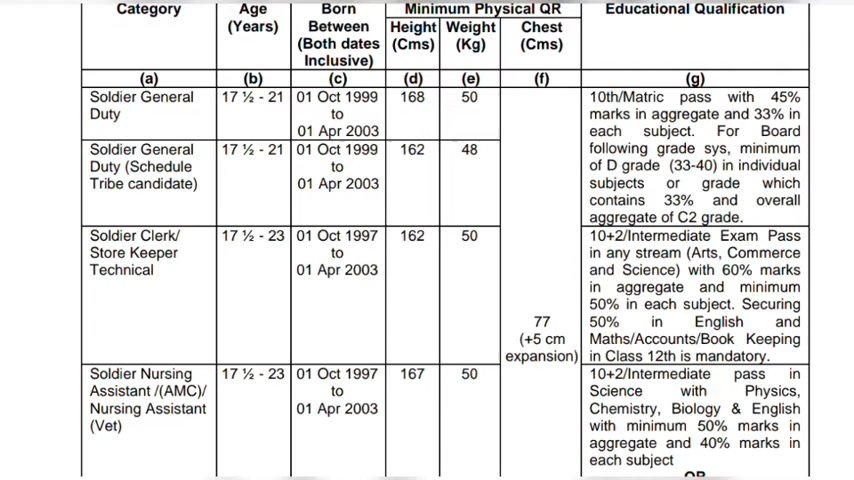 Category
Age
(Years)
Born
Between
(Both dates
Inclusive)
Minimum Physical QR
Height
(Cms)
Weight
(Kg)
Chest
(Cms)
Educational Qualification
(a)
(b)
(c)
(d)
(e)
(f)
(g)
Soldier General
Duty
17 ½ - 21
01 Oct 1999
to
01 Apr 2003
168
50
10th/Matric pass with 45%
marks in aggregate and 33% in
each subject. For Board
following grade sys, minimum
of D grade (33-40) in individual
subjects or grade which
contains 33% and overall
aggregate of C2 grade.
Soldier General
Duty (Schedule
Tribe candidate)
17 ½ - 21
01 Oct 1999
to
01 Apr 2003
162
48
Soldier Clerk/
Store Keeper
Technical
17 ½ - 23
01 Oct 1997
to
01 Apr 2003
162
50
77
(+5 cm
expansion)
10+2/Intermediate Exam Pass
in any stream (Arts, Commerce
and Science) with 60% marks
in aggregate and minimum
50% in each subject. Securing
50% in English and
Maths/Accounts/Book Keeping
in Class 12th is mandatory.
Soldier Nursing
Assistant /(AMC)/
Nursing Assistant
(Vet)
17 ½ - 23
01 Oct 1997
to
01 Apr 2003
167
50
10+2/Intermediate pass in
Science with Physics,
Chemistry, Biology & English
with minimum 50% marks in
aggregate and 40% marks in
each subject
OR